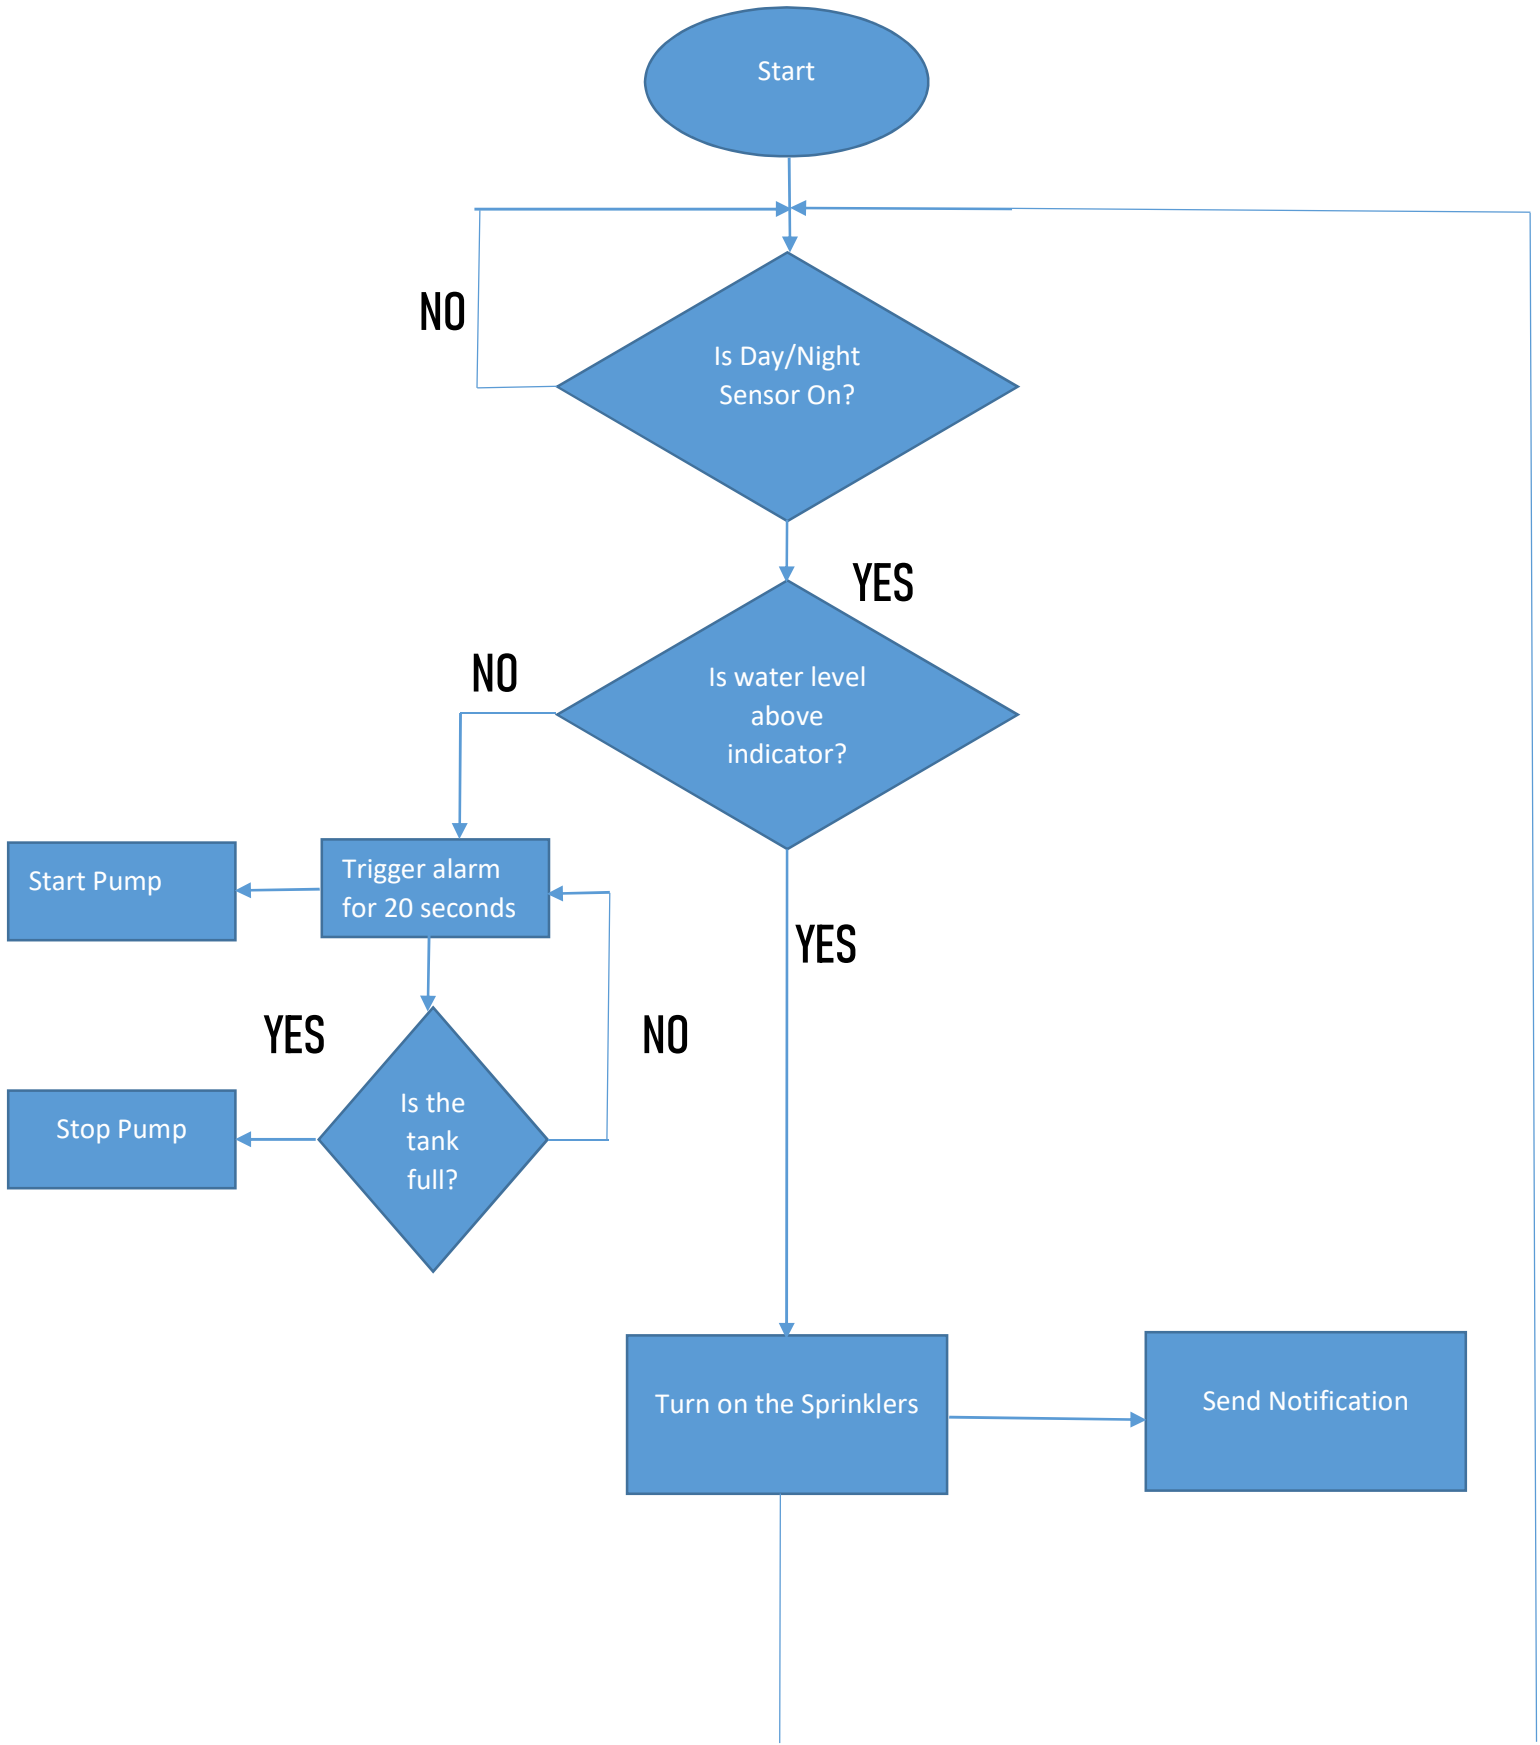 Start
NO
Is Day/Night
Sensor On?
YES
NO
Is water level
above
indicator?
Start Pump
Trigger alarm
for 20 seconds
YES
YES
NO
Is the
tank
full?
Stop Pump
Turn on the Sprinklers
Send Notification